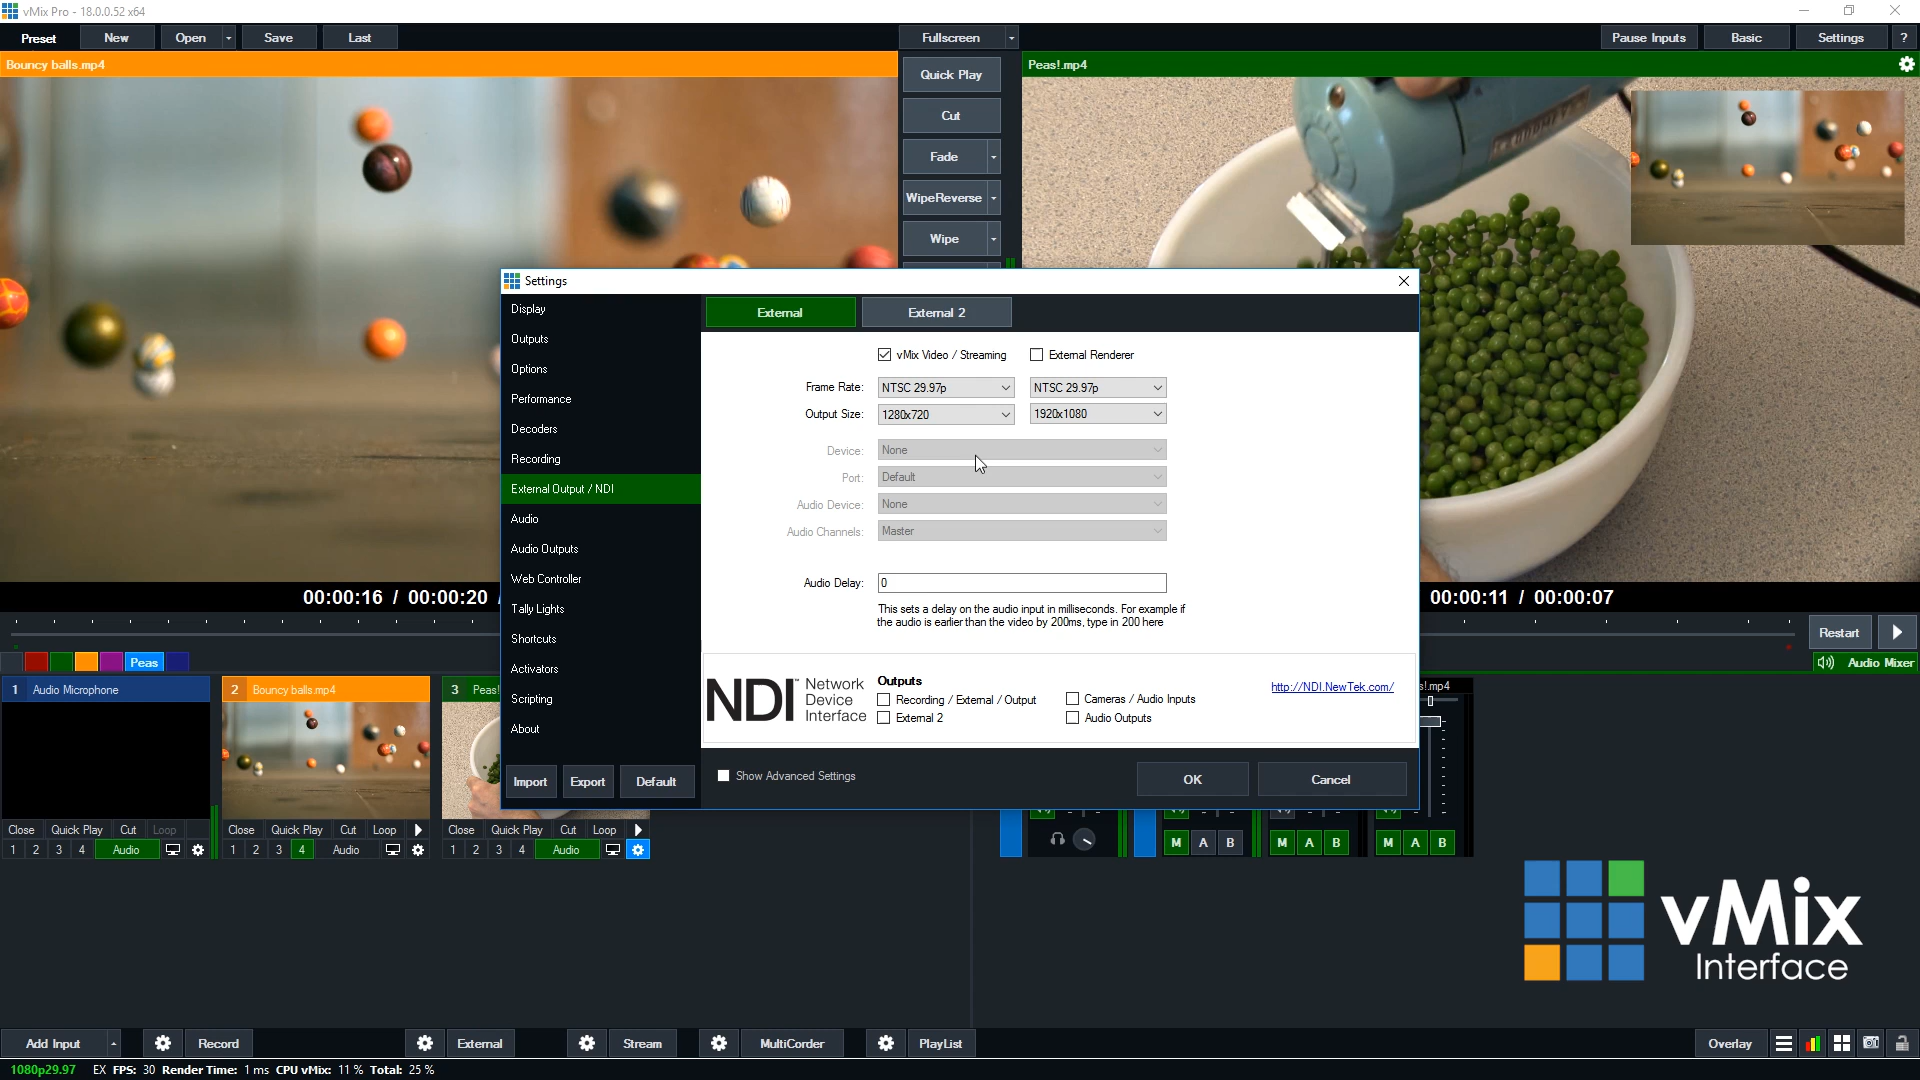 vMix Pro - 18.0.0.52 x64
Preset New Open Save Last Fullscreen Pause Inputs Basic Settings ?
Bouncy balls.mp4
Quick Play
Cut
Fade
WipeReverse
Wipe
Peas!.mp4
Settings
Display
Outputs
Options
Performance
Decoders
Recording
External Output / NDI
Audio
Audio Outputs
Web Controller
Tally Lights
Shortcuts
Activators
Scripting
About
Import Export Default
External External 2
vMix Video / Streaming External Renderer
Frame Rate: NTSC 29.97p NTSC 29.97p
Output Size: 1280x720 1920x1080
Device: None
Port: Default
Audio Device: None
Audio Channels: Master
Audio Delay: 0
This sets a delay on the audio input in milliseconds. For example if
the audio is earlier than the video by 200ms, type in 200 here
NDI™ Network Device Interface
Outputs
Recording / External / Output Cameras / Audio Inputs
External 2 Audio Outputs
http://NDI.NewTek.com/
Show Advanced Settings OK Cancel
00:00:16 / 00:00:20 /
00:00:11 / 00:00:07
Restart
Peas
Audio Mixer
1 Audio Microphone
2 Bouncy balls.mp4
3 Peas!
s!.mp4
Close Quick Play Cut Loop
1 2 3 4 Audio
Close Quick Play Cut Loop
1 2 3 4 Audio
Close Quick Play Cut Loop
1 2 3 4 Audio
M A B
M A B
M A B
vMix
Interface
Add Input Record External Stream MultiCorder PlayList Overlay
1080p29.97 EX FPS: 30 Render Time: 1 ms CPU vMix: 11 % Total: 25 %